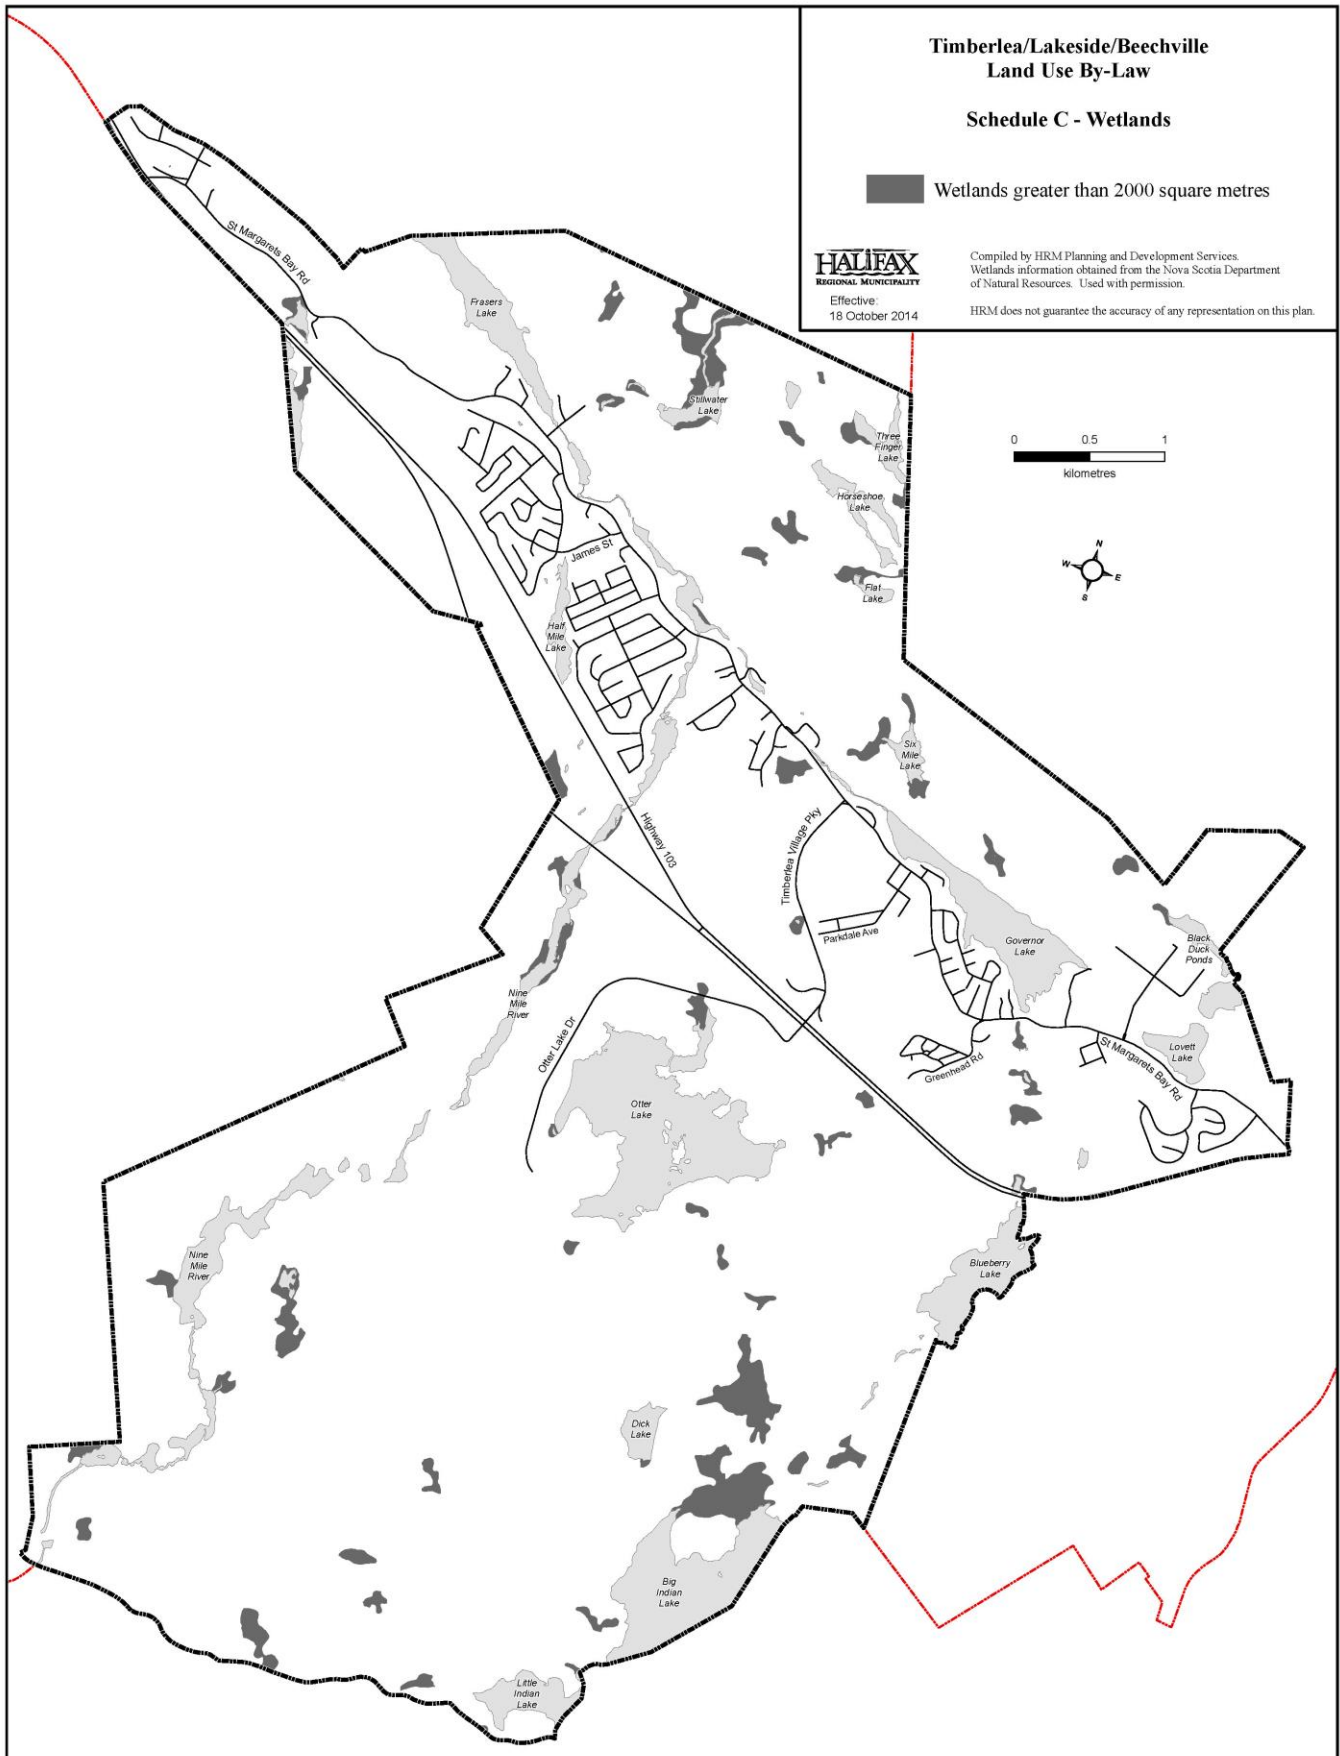 Timberlea/Lakeside/Beechville
Land Use By-Law
Schedule C - Wetlands
Wetlands greater than 2000 square metres
HALIFAX
REGIONAL MUNICIPALITY
Effective:
18 October 2014
Compiled by HRM Planning and Development Services.
Wetlands information obtained from the Nova Scotia Department
of Natural Resources. Used with permission.
HRM does not guarantee the accuracy of any representation on this plan.
St Margarets Bay Rd
Frasers
Lake
Stillwater
Lake
Three
Finger
Lake
Horseshoe
Lake
Flat
Lake
0 0.5 1
kilometres
N
W
E
S
James St
Half
Mile
Lake
Six
Mile
Lake
Highway 103
Timberlea Village Pky
Parkdale Ave
Governor
Lake
Black
Duck
Ponds
Nine
Mile
River
Otter Lake Dr
Otter
Lake
Greenhead Rd
St Margarets Bay Rd
Lovett
Lake
Nine
Mile
River
Blueberry
Lake
Dick
Lake
Big
Indian
Lake
Little
Indian
Lake